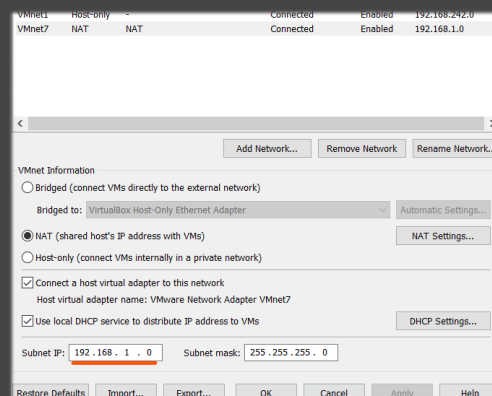 VMnet1 Host-only - Connected Enabled 192.168.242.0
VMnet7 NAT NAT Connected Enabled 192.168.1.0
Add Network... Remove Network Rename Network..
VMnet Information
Bridged (connect VMs directly to the external network)
Bridged to: VirtualBox Host-Only Ethernet Adapter Automatic Settings...
NAT (shared host's IP address with VMs) NAT Settings...
Host-only (connect VMs internally in a private network)
Connect a host virtual adapter to this network
Host virtual adapter name: VMware Network Adapter VMnet7
Use local DHCP service to distribute IP address to VMs DHCP Settings...
Subnet IP: 192.168. 1 . 0 Subnet mask: 255.255.255. 0
Restore Defaults Import... Export... OK Cancel Apply Help